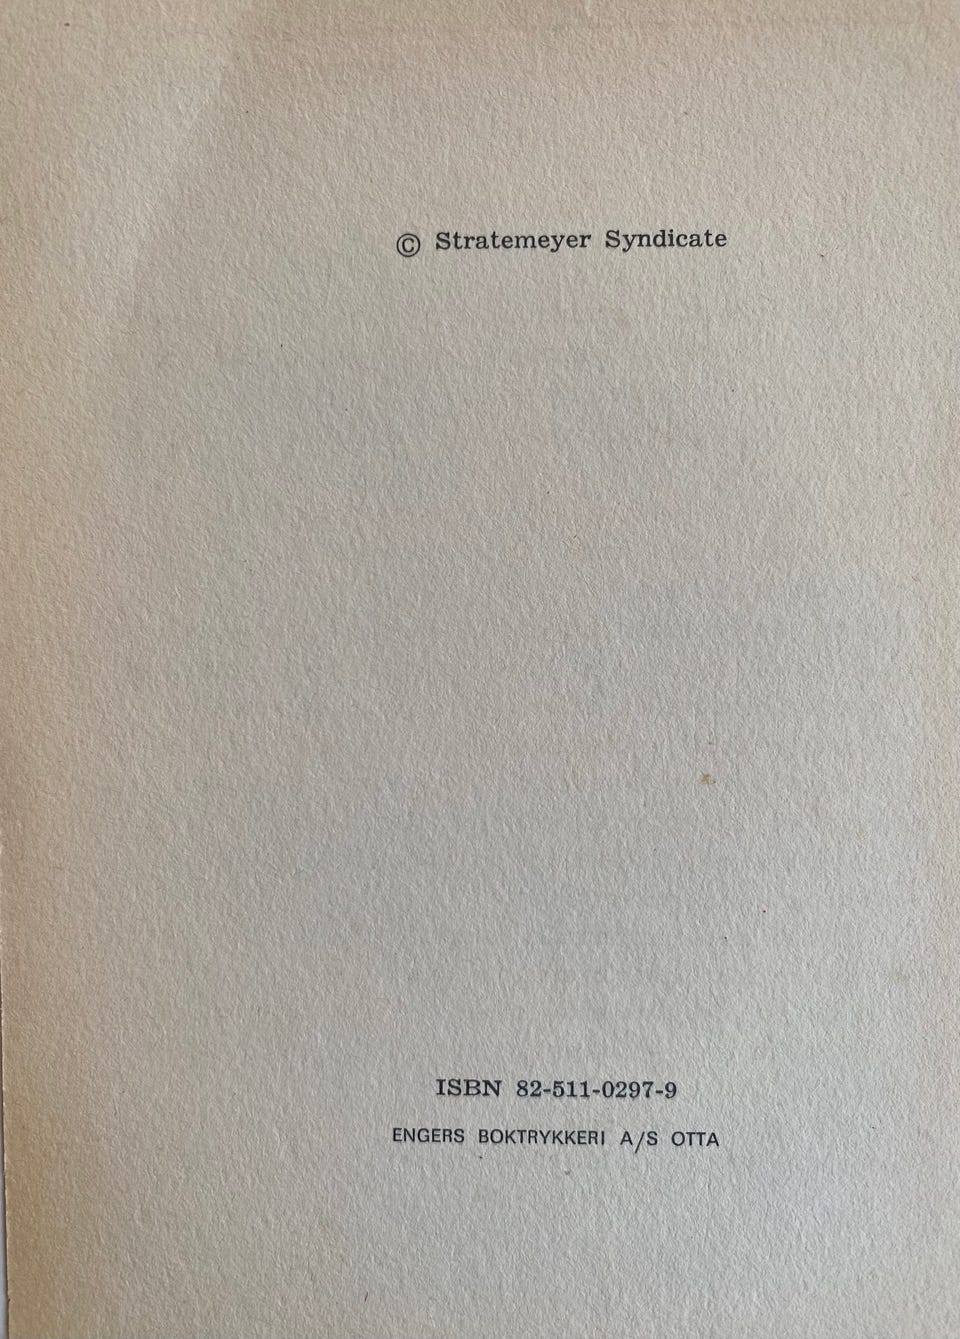 © Stratemeyer Syndicate
ISBN 82-511-0297-9
ENGERS BOKTRYKKERI A/S OTTA